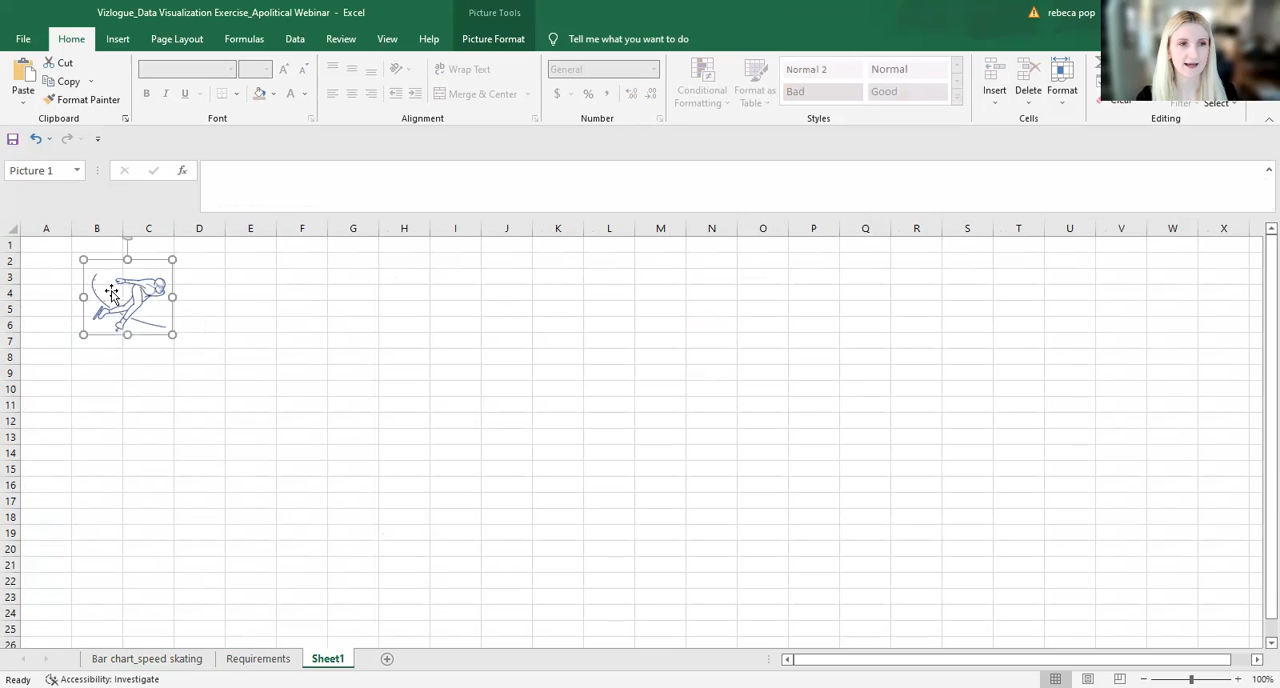 Vizlogue_Data Visualization Exercise_Apolitical Webinar - Excel
Picture Tools
rebeca pop
File Home Insert Page Layout Formulas Data Review View Help Picture Format Tell me what you want to do
Paste
Cut
Copy
Format Painter
Clipboard
B I U A
Font
Wrap Text
Merge & Center
Alignment
General
$ %
Number
Conditional Formatting
Format as Table
Normal 2 Normal
Bad Good
Styles
Insert Delete Format
Cells
Clear
Filter Select
Editing
Picture 1 fx
A B C D E F G H I J K L M N O P Q R S T U V W X
1
2
3
4
5
6
7
8
9
10
11
12
13
14
15
16
17
18
19
20
21
22
23
24
25
26
Bar chart_speed skating Requirements Sheet1
Ready Accessibility: Investigate 100%